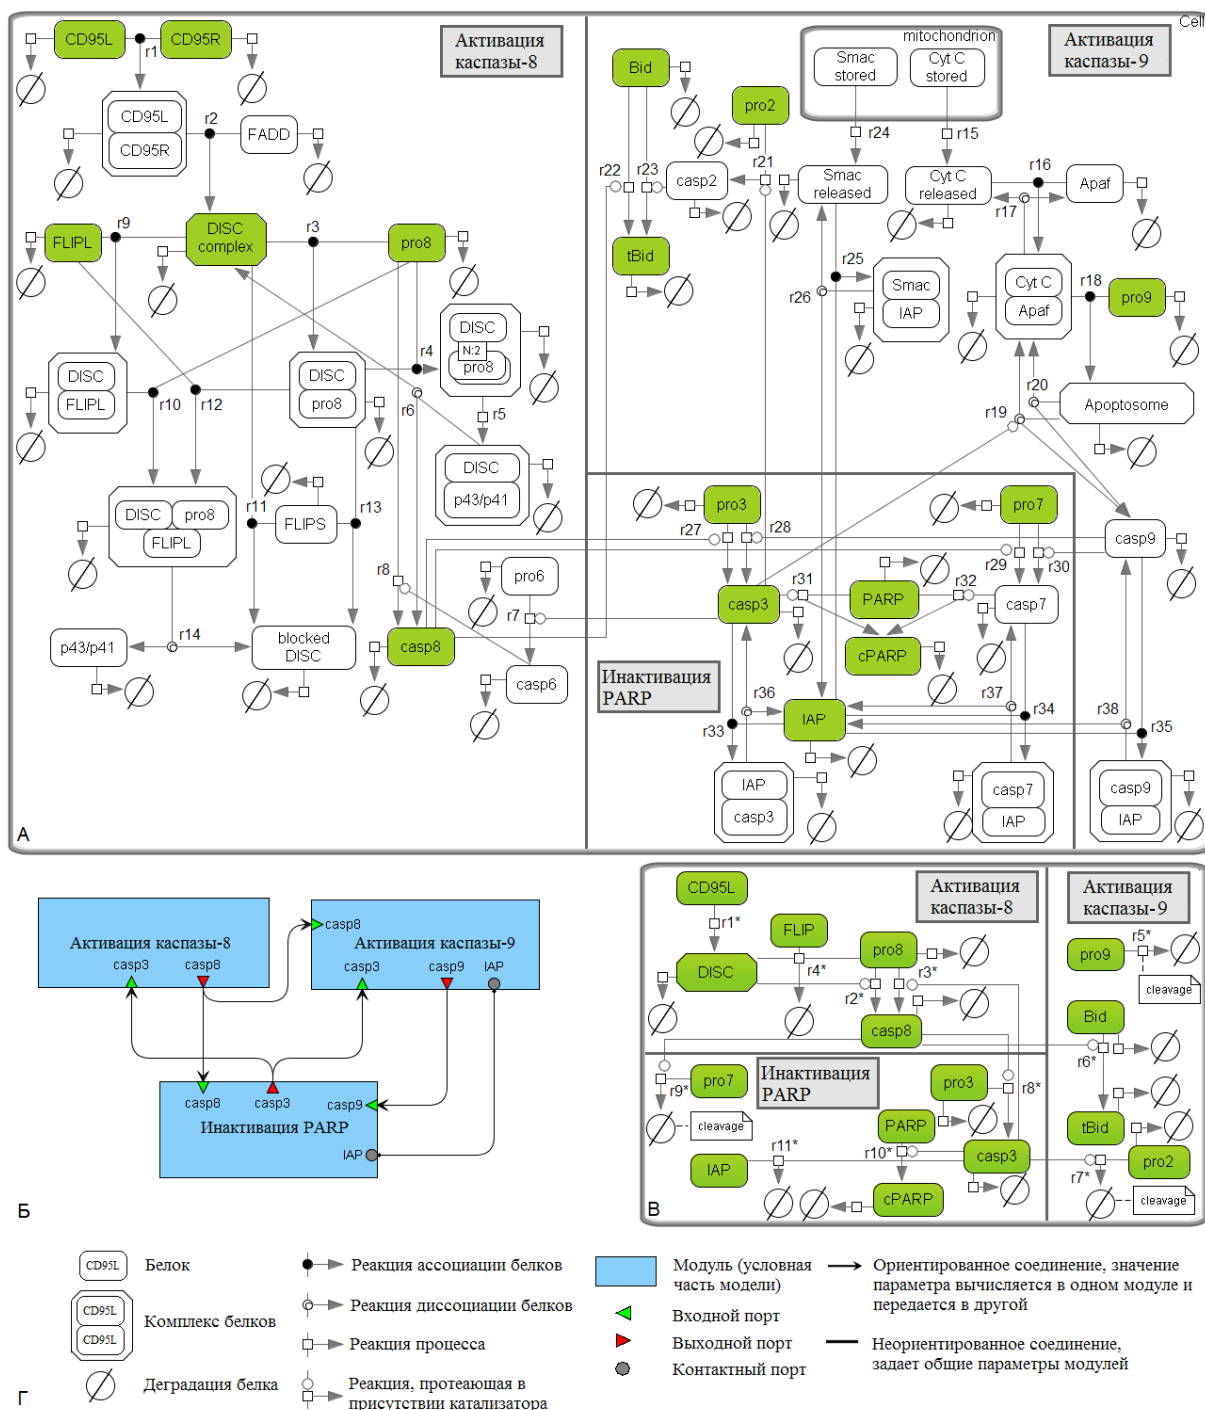 Cell
CD95L
CD95R
r1
Активация
каспазы-8
CD95L
CD95R
r2
FADD
r9
FLIPL
DISC
complex
r3
pro8
DISC
N:2
pro8
r4
r6
r5
DISC
FLIPL
r10
r12
DISC
pro8
DISC
p43/p41
DISC
pro8
FLIPL
r11
FLIPS
r13
r8
pro6
r7
p43/p41
r14
blocked
DISC
casp8
casp6
А
mitochondrion
Smac
stored
Cyt C
stored
Активация
каспазы-9
Bid
pro2
r24
r15
r22
r23
r21
casp2
Smac
released
Cyt C
released
r16
Apaf
r17
tBid
r25
r26
Smac
IAP
Cyt C
Apaf
r18
pro9
r20
r19
Apoptosome
pro3
r27
r28
pro7
r29
r30
casp9
casp3
r31
PARP
r32
casp7
cPARP
Инактивация
PARP
r36
r33
IAP
r37
r34
r38
r35
IAP
casp3
casp7
IAP
casp9
IAP
Активация каспазы-8
casp3
casp8
casp8
Активация каспазы-9
casp3
casp9
IAP
casp8
casp3
casp9
Инактивация PARP
IAP
Б
CD95L
Активация
каспазы-8
r1*
FLIP
DISC
r4*
pro8
r3*
r2*
casp8
Активация
каспазы-9
pro9
r5*
cleavage
Bid
r6*
tBid
pro2
r7*
cleavage
pro7
r9*
cleavage
Инактивация
PARP
pro3
r8*
PARP
r10*
casp3
IAP
r11*
cPARP
В
CD95L
Белок
CD95L
CD95L
Комплекс белков
Деградация белка
Реакция ассоциации белков
Реакция диссоциации белков
Реакция процесса
Реакция, протеающая в
присутствии катализатора
Модуль (условная
часть модели)
Входной порт
Выходной порт
Контактный порт
Ориентированное соединение, значение
параметра вычисляется в одном модуле и
передается в другой
Неориентированное соединение,
задает общие параметры модулей
Г